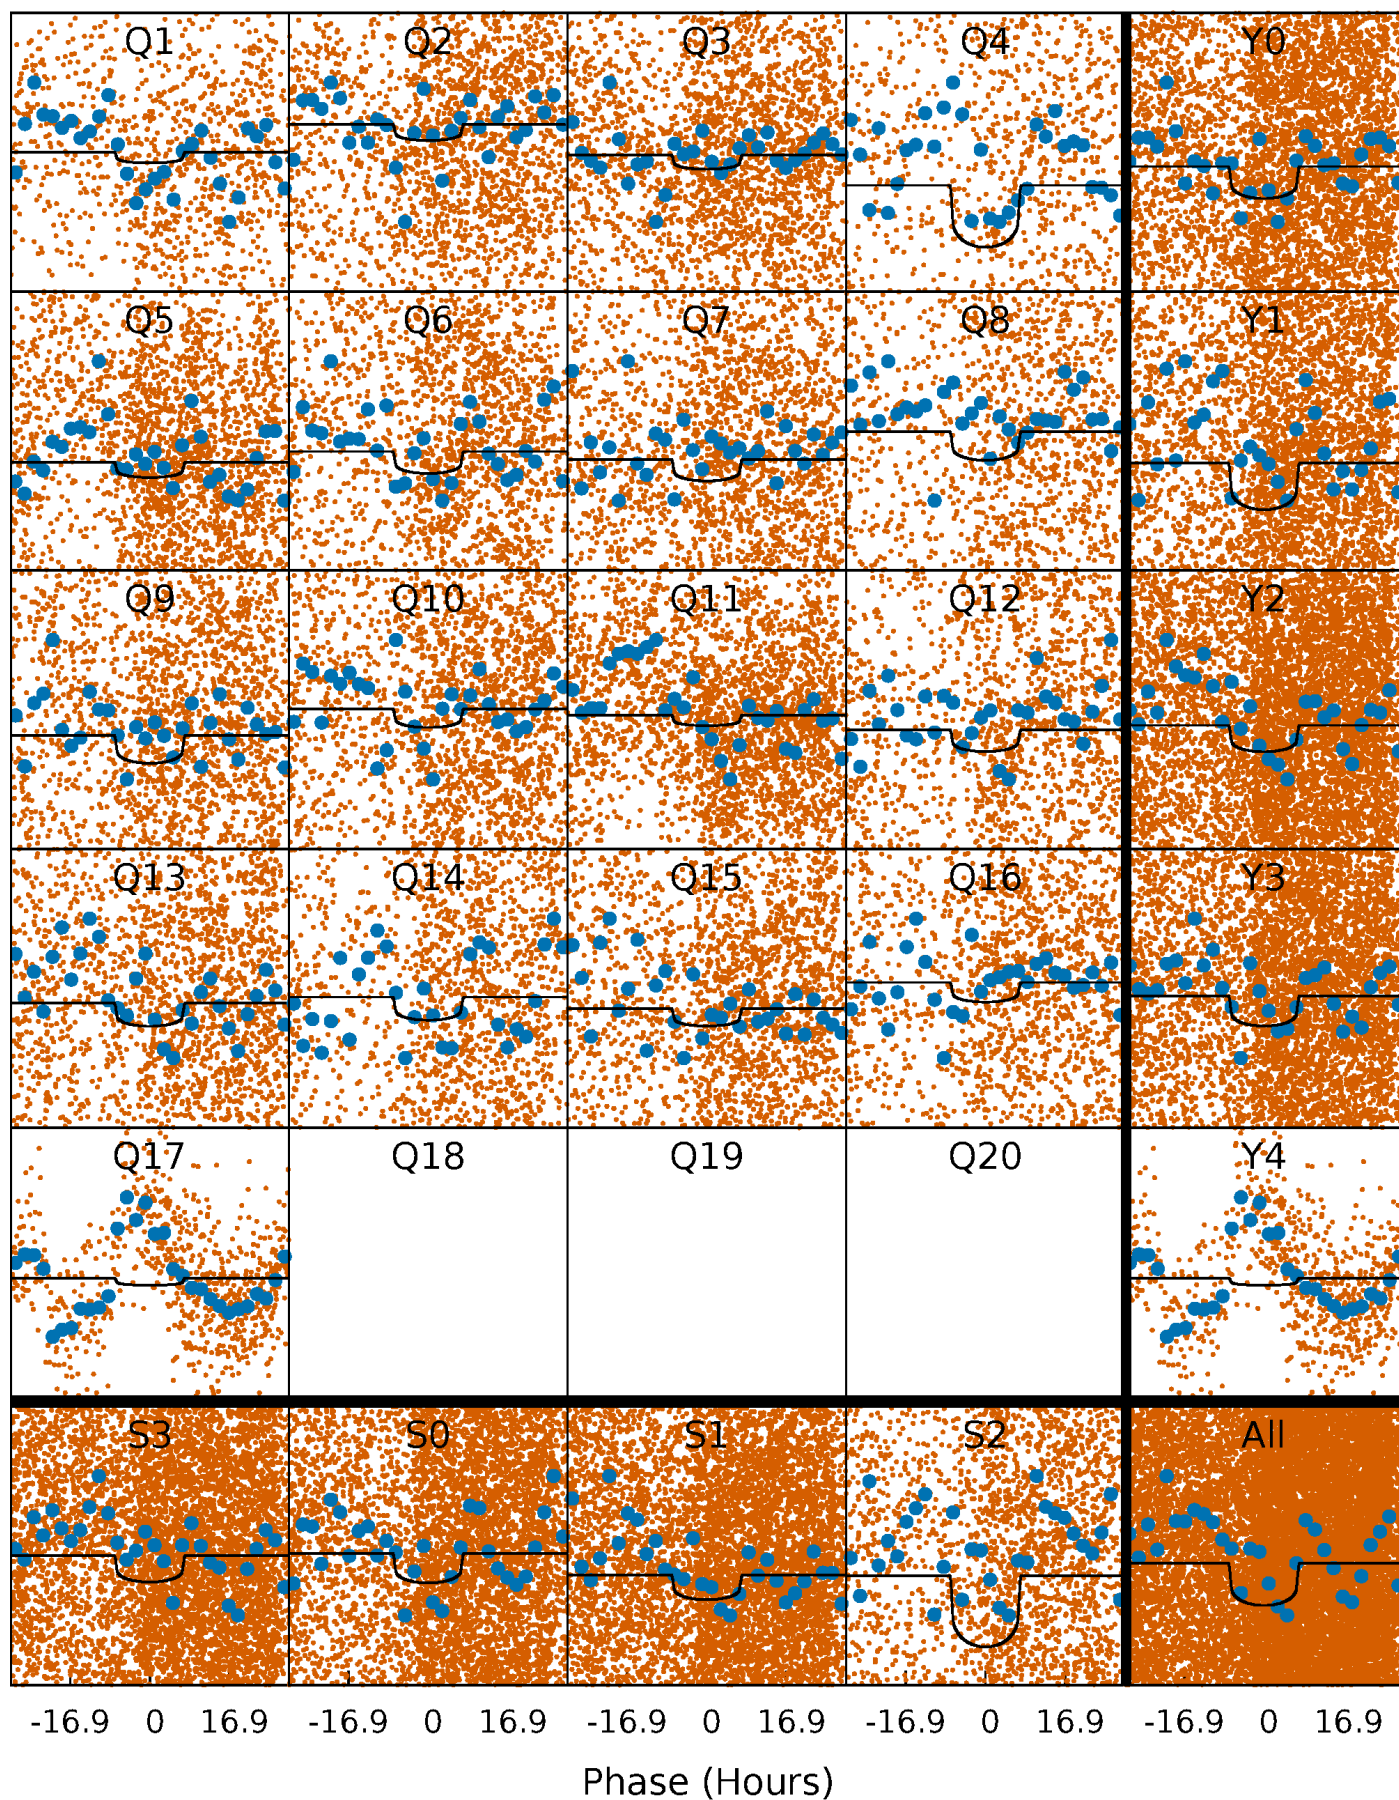 Q1 Q2 Q3 Q4 Y0
Q5 Q6 Q7 Q8 Y1
Q9 Q10 Q11 Q12 Y2
Q13 Q14 Q15 Q16 Y3
Q17 Q18 Q19 Q20 Y4
S3 S0 S1 S2 All
-16.9 0 16.9 -16.9 0 16.9 -16.9 0 16.9 -16.9 0 16.9 -16.9 0 16.9
Phase (Hours)